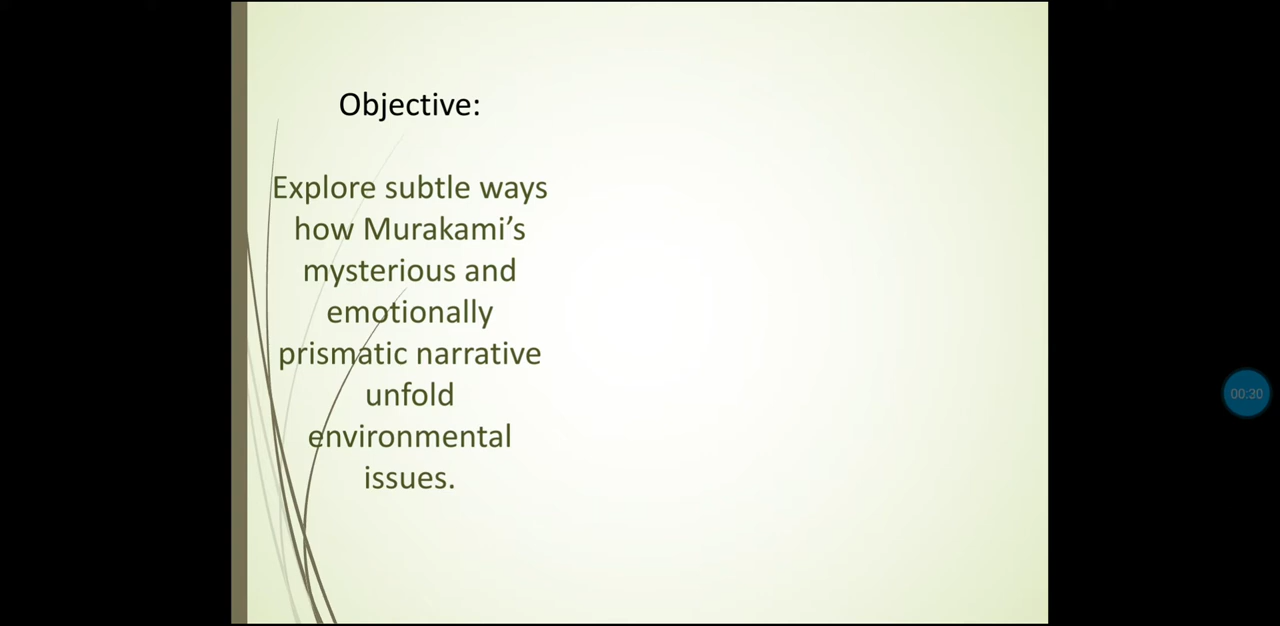 Objective:
Explore subtle ways
how Murakami’s
mysterious and
emotionally
prismatic narrative
unfold
environmental
issues.
00:30